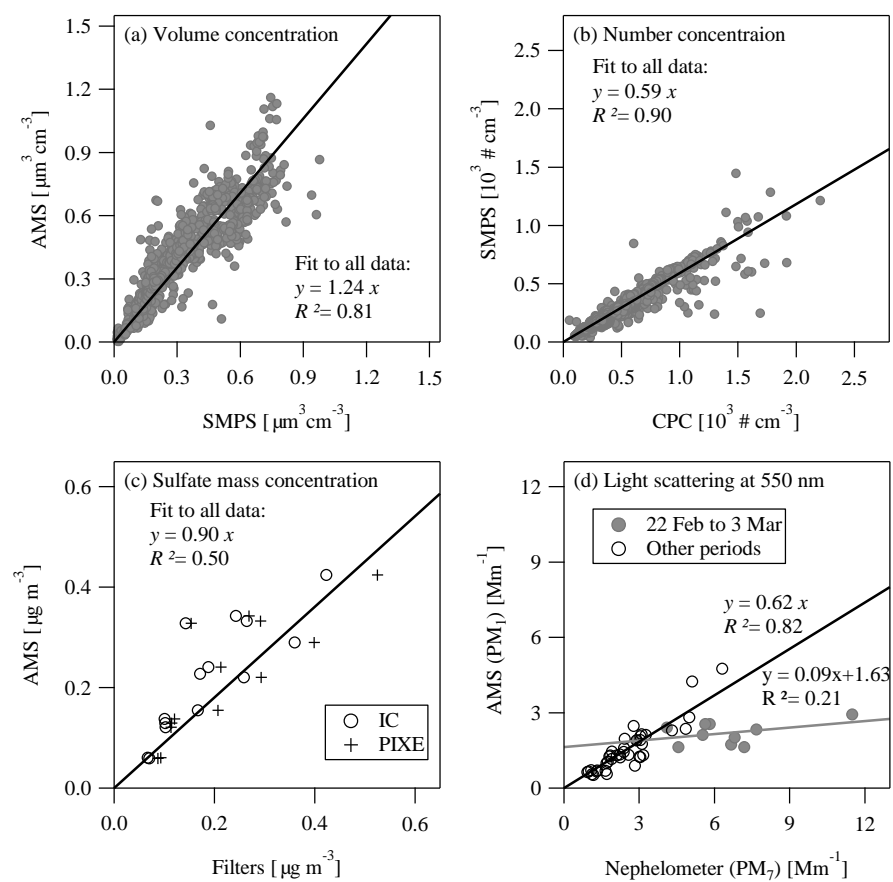 (a) Volume concentration
1.5
1.2
0.9
0.6
0.3
0.0
AMS [ µm³ cm⁻³]
Fit to all data:
y = 1.24 x
R ²= 0.81
0.0 0.3 0.6 0.9 1.2 1.5
SMPS [ µm³cm⁻³]
(b) Number concentraion
Fit to all data:
y = 0.59 x
R ²= 0.90
2.5
2.0
1.5
1.0
0.5
0.0
SMPS [10³ # cm⁻³]
0.0 0.5 1.0 1.5 2.0 2.5
CPC [10³ # cm⁻³]
(c) Sulfate mass concentration
Fit to all data:
y = 0.90 x
R ²= 0.50
0.6
0.4
0.2
0.0
AMS [ µg m⁻³]
IC
PIXE
0.0 0.2 0.4 0.6
Filters [ µg m⁻³]
(d) Light scattering at 550 nm
22 Feb to 3 Mar
Other periods
12
9
6
3
0
AMS (PM₁) [Mm⁻¹]
y = 0.62 x
R ²= 0.82
y = 0.09x+1.63
R ²= 0.21
0 3 6 9 12
Nephelometer (PM₇) [Mm⁻¹]